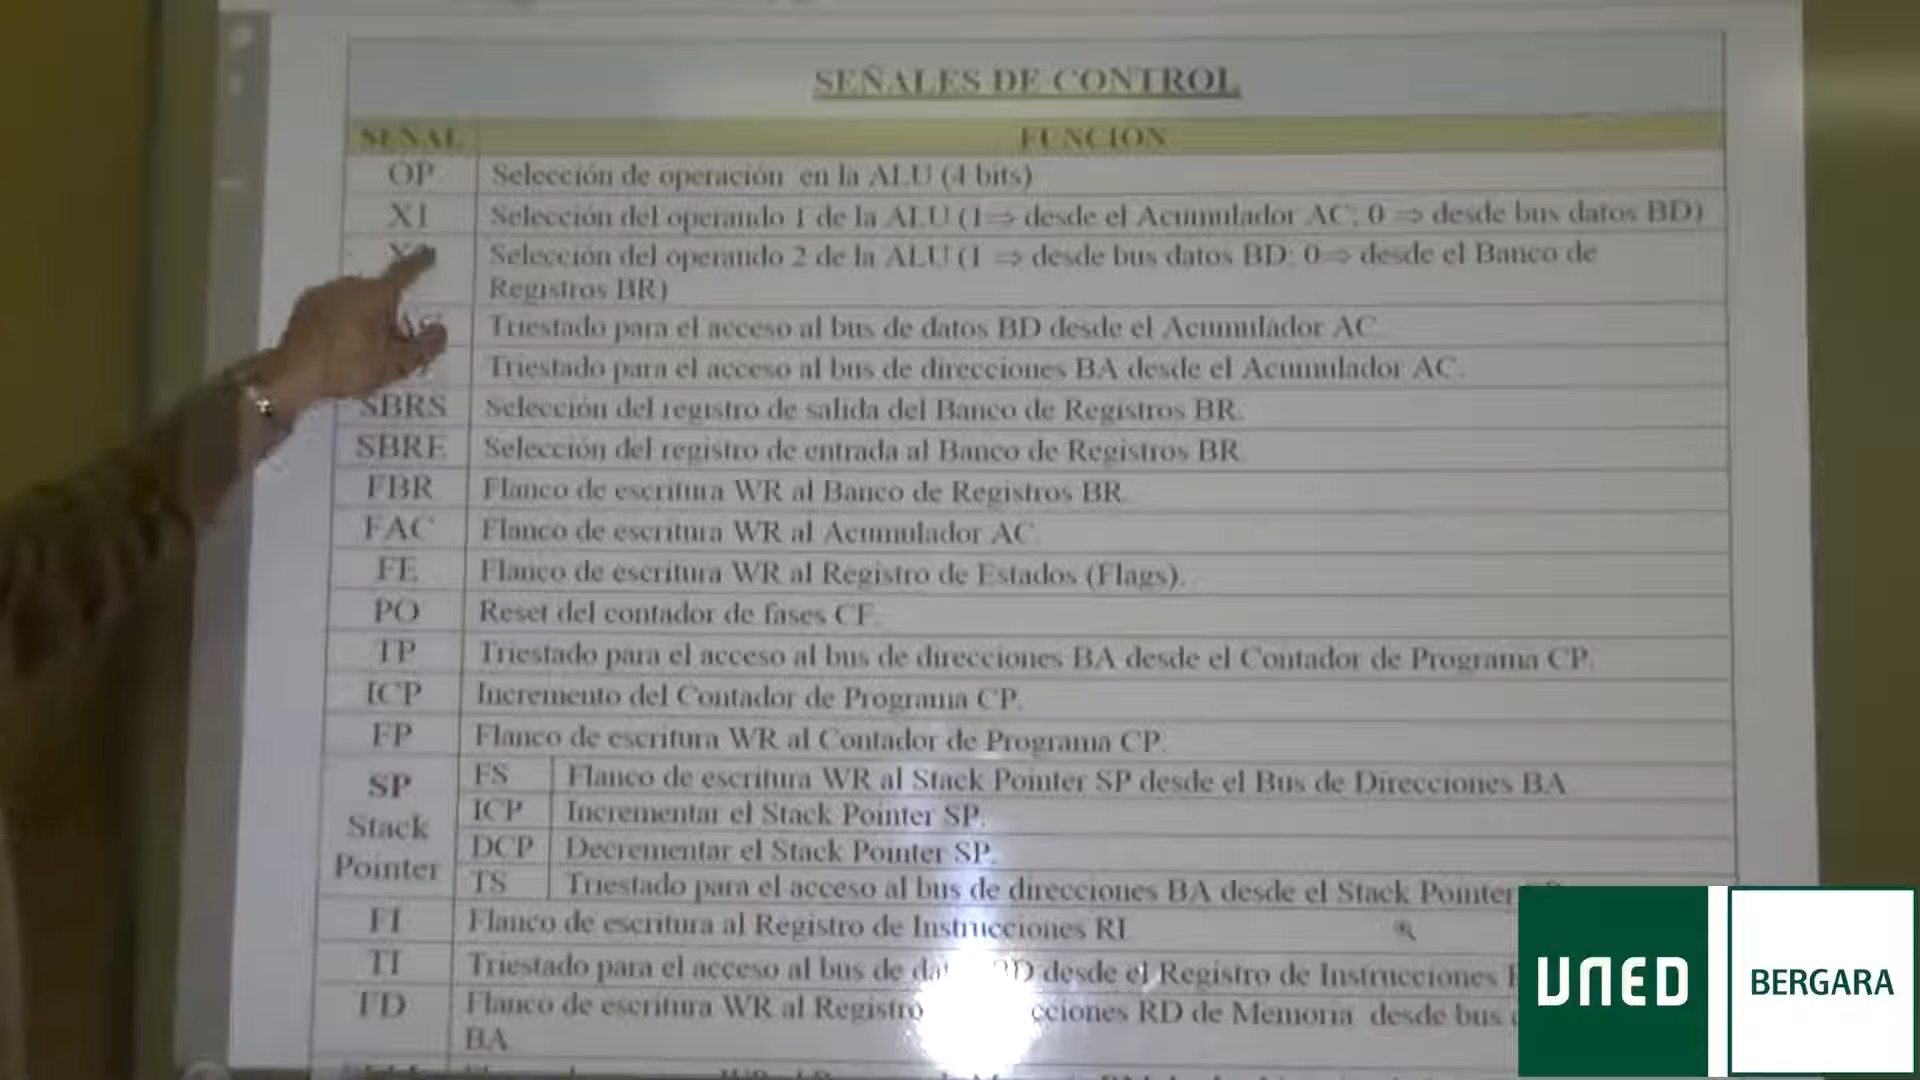 SEÑALES DE CONTROL
SEÑAL FUNCIÓN
OP Selección de operación en la ALU (4 bits)
X1 Selección del operando 1 de la ALU (1⇒ desde el Acumulador AC; 0 ⇒ desde bus datos BD)
Selección del operando 2 de la ALU (1 ⇒ desde bus datos BD; 0⇒ desde el Banco de
Registros BR)
Triestado para el acceso al bus de datos BD desde el Acumulador AC
Triestado para el acceso al bus de direcciones BA desde el Acumulador AC.
SBRS Selección del registro de salida del Banco de Registros BR.
SBRE Selección del registro de entrada al Banco de Registros BR
FBR Flanco de escritura WR al Banco de Registros BR
FAC Flanco de escritura WR al Acumulador AC.
FE Flanco de escritura WR al Registro de Estados (Flags).
PO Reset del contador de fases CF.
TP Triestado para el acceso al bus de direcciones BA desde el Contador de Programa CP.
ICP Incremento del Contador de Programa CP.
FP Flanco de escritura WR al Contador de Programa CP.
SP
Stack
Pointer
FS Flanco de escritura WR al Stack Pointer SP desde el Bus de Direcciones BA
ICP Incrementar el Stack Pointer SP.
DCP Decrementar el Stack Pointer SP.
TS Triestado para el acceso al bus de direcciones BA desde el Stack Pointer
FI Flanco de escritura al Registro de Instrucciones RI
TI Triestado para el acceso al bus de desde el Registro de Instrucciones
FD Flanco de escritura WR al Registro RD de Memoria desde bus
BA
UNED
BERGARA